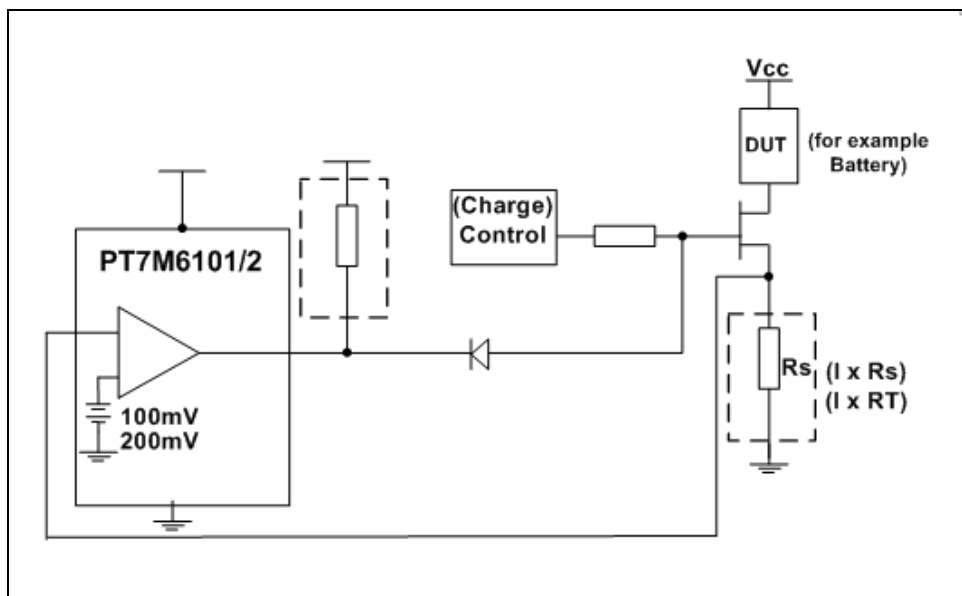 Vcc
DUT
(for example
Battery)
(Charge)
Control
PT7M6101/2
100mV
200mV
Rs
(I x Rs)
(I x RT)